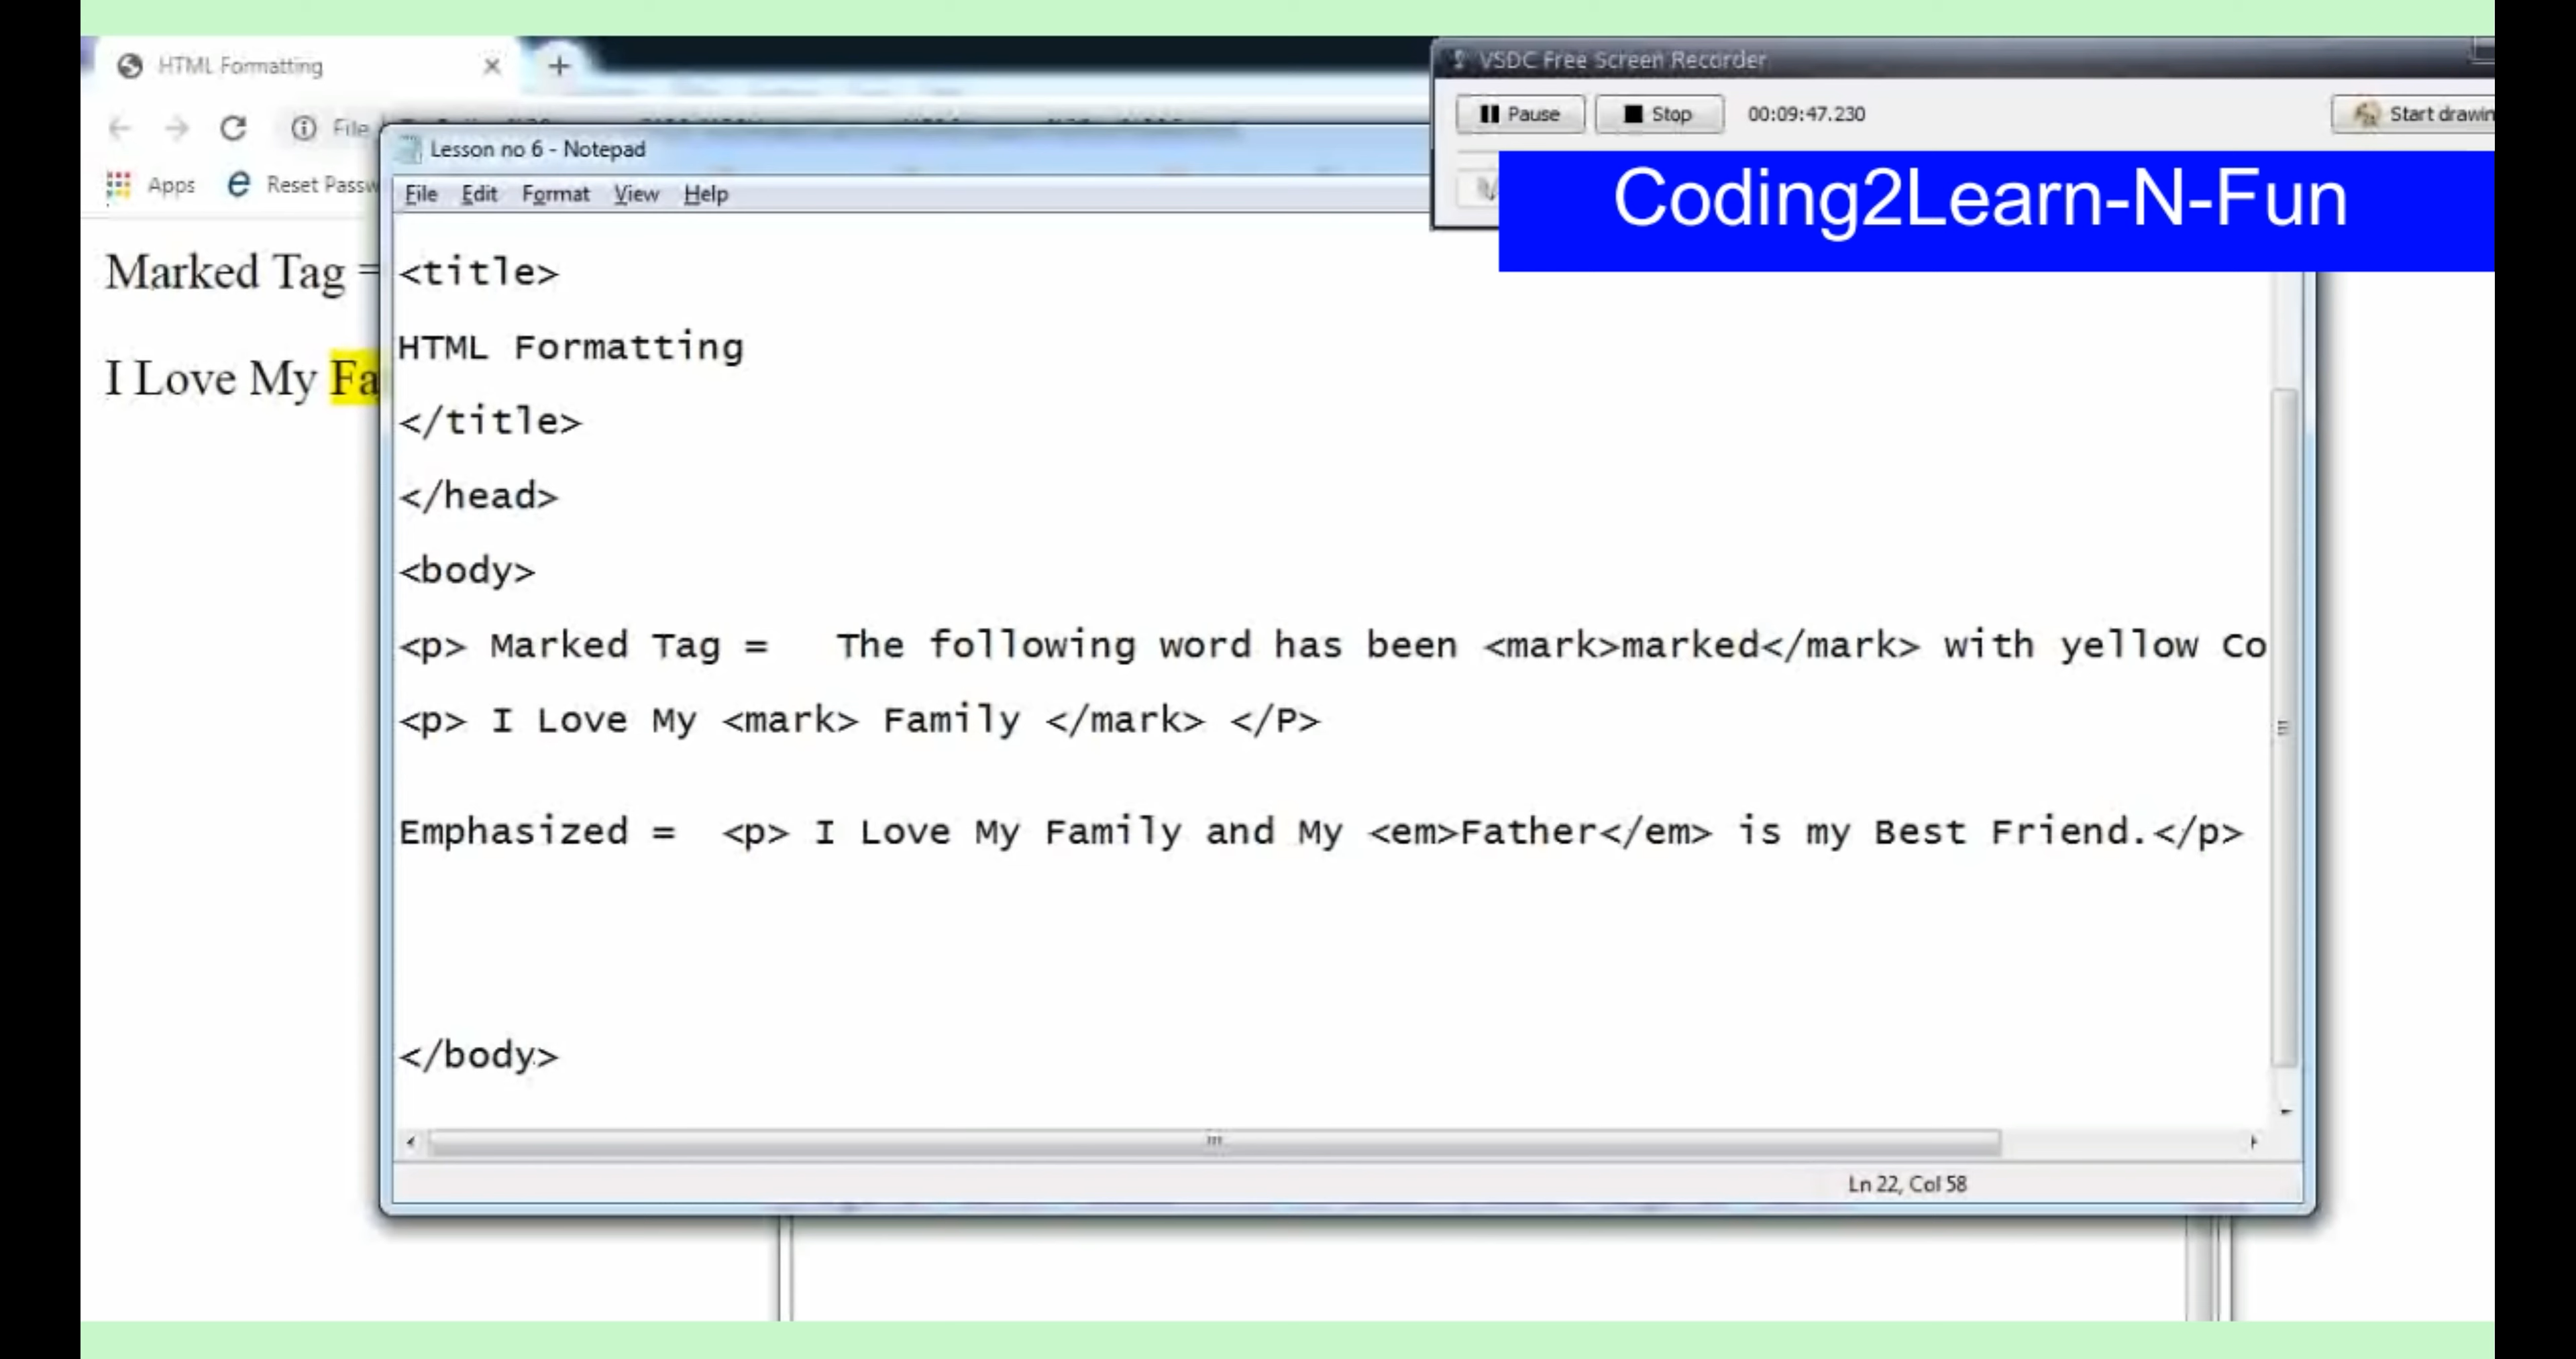 HTML Formatting
VSDC Free Screen Recorder
Pause
Stop
00:09:47.230
Start drawin
File
Lesson no 6 - Notepad
Apps
Reset Passw
File Edit Format View Help
Coding2Learn-N-Fun
Marked Tag =
I Love My Fa
<title>
HTML Formatting
</title>
</head>
<body>
<p> Marked Tag =   The following word has been <mark>marked</mark> with yellow Co
<p> I Love My <mark> Family </mark> </P>
Emphasized =  <p> I Love My Family and My <em>Father</em> is my Best Friend.</p>
</body>
Ln 22, Col 58